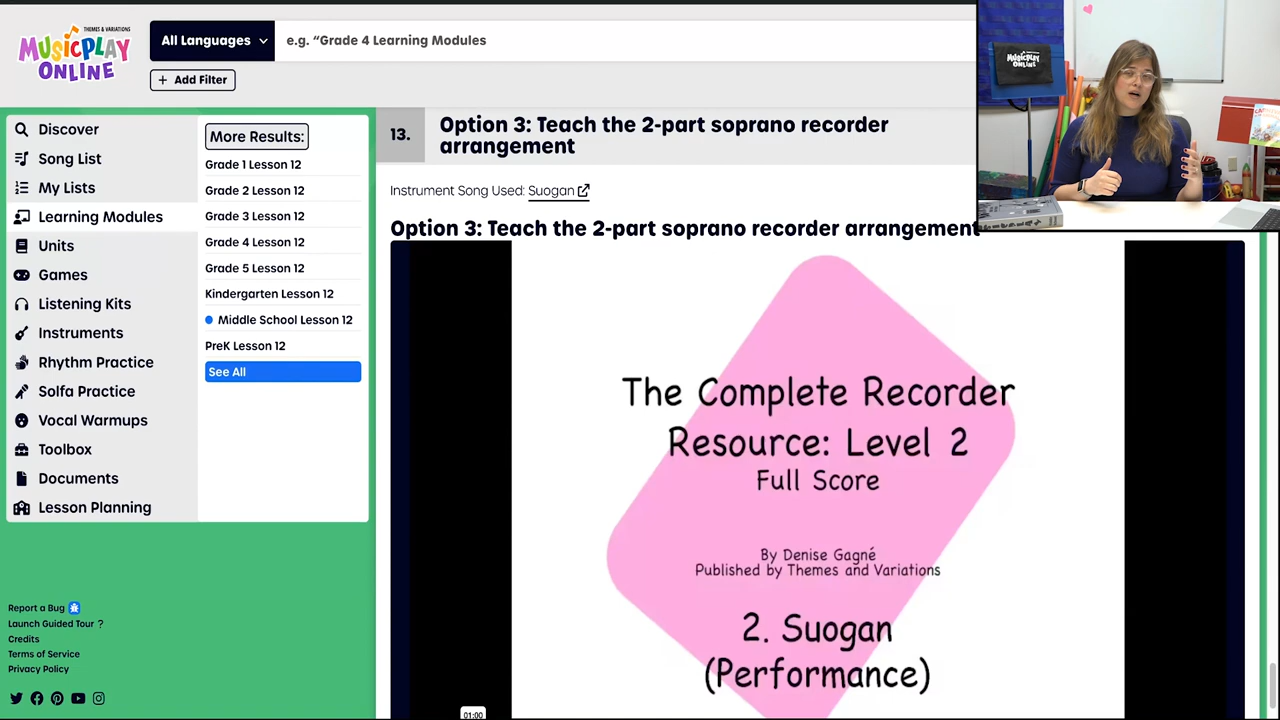 THEMES & VARIATIONS
MUSICPLAY
ONLINE
All Languages
e.g. “Grade 4 Learning Modules
+ Add Filter
Discover
Song List
My Lists
Learning Modules
Units
Games
Listening Kits
Instruments
Rhythm Practice
Solfa Practice
Vocal Warmups
Toolbox
Documents
Lesson Planning
More Results:
Grade 1 Lesson 12
Grade 2 Lesson 12
Grade 3 Lesson 12
Grade 4 Lesson 12
Grade 5 Lesson 12
Kindergarten Lesson 12
Middle School Lesson 12
PreK Lesson 12
See All
Report a Bug
Launch Guided Tour ?
Credits
Terms of Service
Privacy Policy
13.
Option 3: Teach the 2-part soprano recorder
arrangement
Instrument Song Used: Suogan
Option 3: Teach the 2-part soprano recorder arrangement
The Complete Recorder
Resource: Level 2
Full Score
By Denise Gagné
Published by Themes and Variations
2. Suogan
(Performance)
01:00
MUSICPLAY
ONLINE